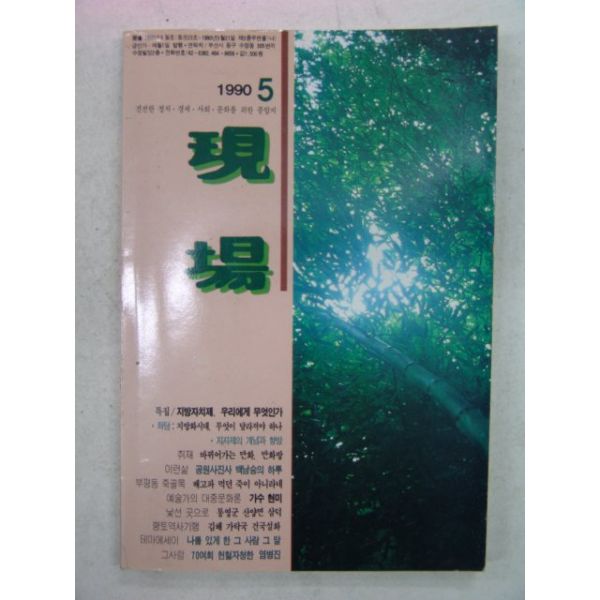 1990 5
건전한 정치·경제·사회·문화를 위한 종합지
現
場
특집/지방자치제, 우리에게 무엇인가
·좌담: 지방화시대, 무엇이 달라져야 하나
·지자제의 개념과 향방
취재 바뀌어가는 만화, 만화방
이런삶 공원사진사 백남승의 하루
부평동 죽골목 배고파 먹던 죽이 아니라네
예술가의 대중문화론 가수 현미
낯선 곳으로 통영군 산양면 삼덕
향토역사기행 김해 가락국 건국설화
테마에세이 나를 있게 한 그 사람 그 말
그사람 70여회 헌혈자청한 염병진